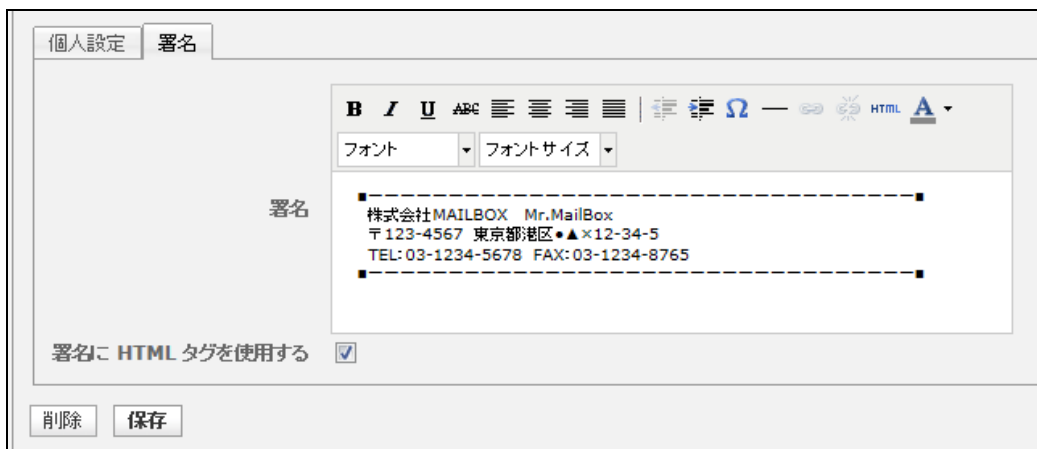 個人設定 署名
B I U ABC Ω HTML A
フォント フォントサイズ
署名
■−−−−−−−−−−−−−−−−−−−−−−−−−−−−−−−−−−■
株式会社MAILBOX　Mr.MailBox
〒123-4567 東京都港区●▲×12-34-5
TEL:03-1234-5678 FAX:03-1234-8765
■−−−−−−−−−−−−−−−−−−−−−−−−−−−−−−−−−−■
署名に HTML タグを使用する
削除 保存